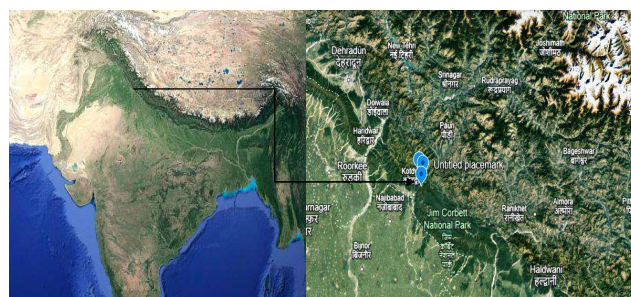 National Park
New Tehri
नई टिहरी
Joshimath
जोशीमठ
Dehradun
देहरादून
Srinagar
श्रीनगर
Rudraprayag
रूद्रप्रयाग
Doiwala
डोईवाला
Pauri
पौड़ी
Haridwar
हरिद्वार
Bageshwar
बागेश्वर
Roorkee
रुड़की
Untitled placemark
Najibabad
नजीबाबाद
Almora
अल्मोरा
Ranikhet
रानीखेत
Jim Corbett
National Park
Bijnor
बिजनौर
Haldwani
हल्द्वानी